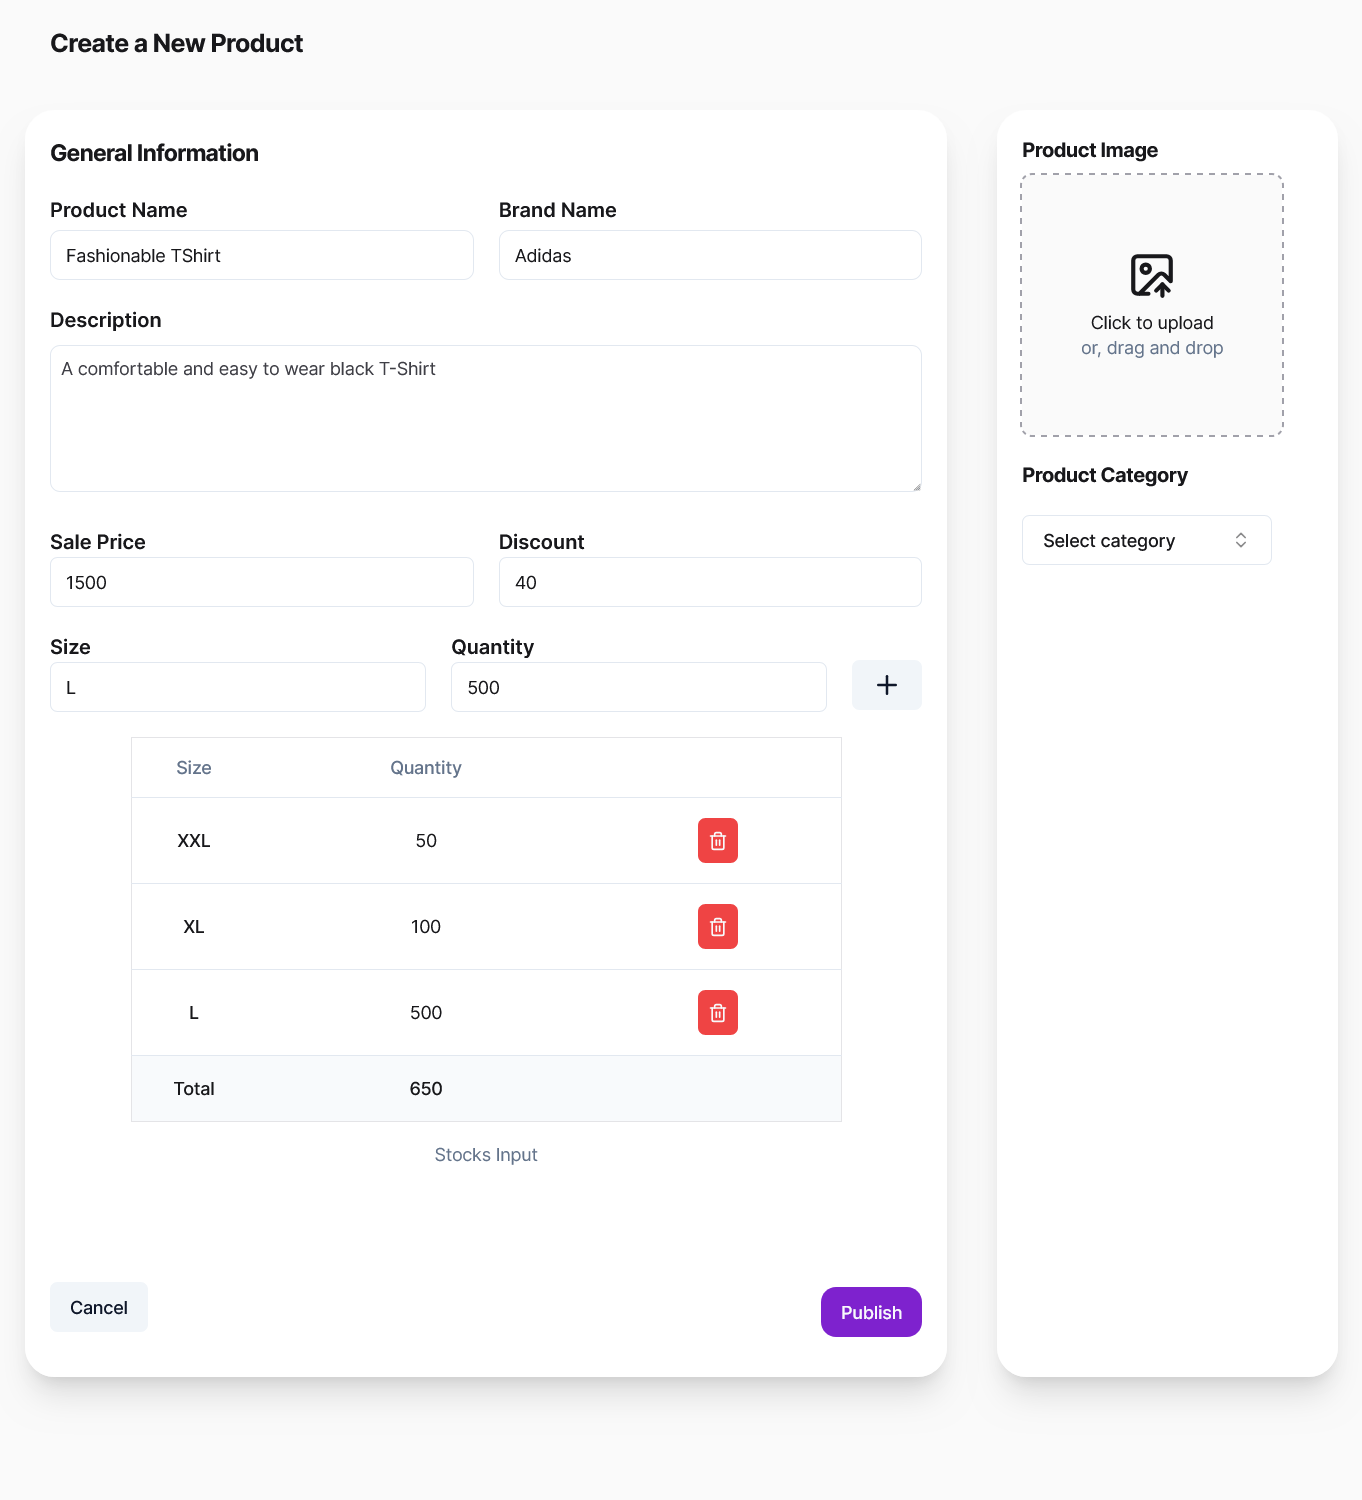 Create a New Product
General Information
Product Name
Brand Name
Fashionable TShirt
Adidas
Description
A comfortable and easy to wear black T-Shirt
Sale Price
Discount
1500
40
Size
Quantity
L
500
Size Quantity
XXL 50
XL 100
L 500
Total 650
Stocks Input
Cancel
Publish
Product Image
Click to upload
or, drag and drop
Product Category
Select category